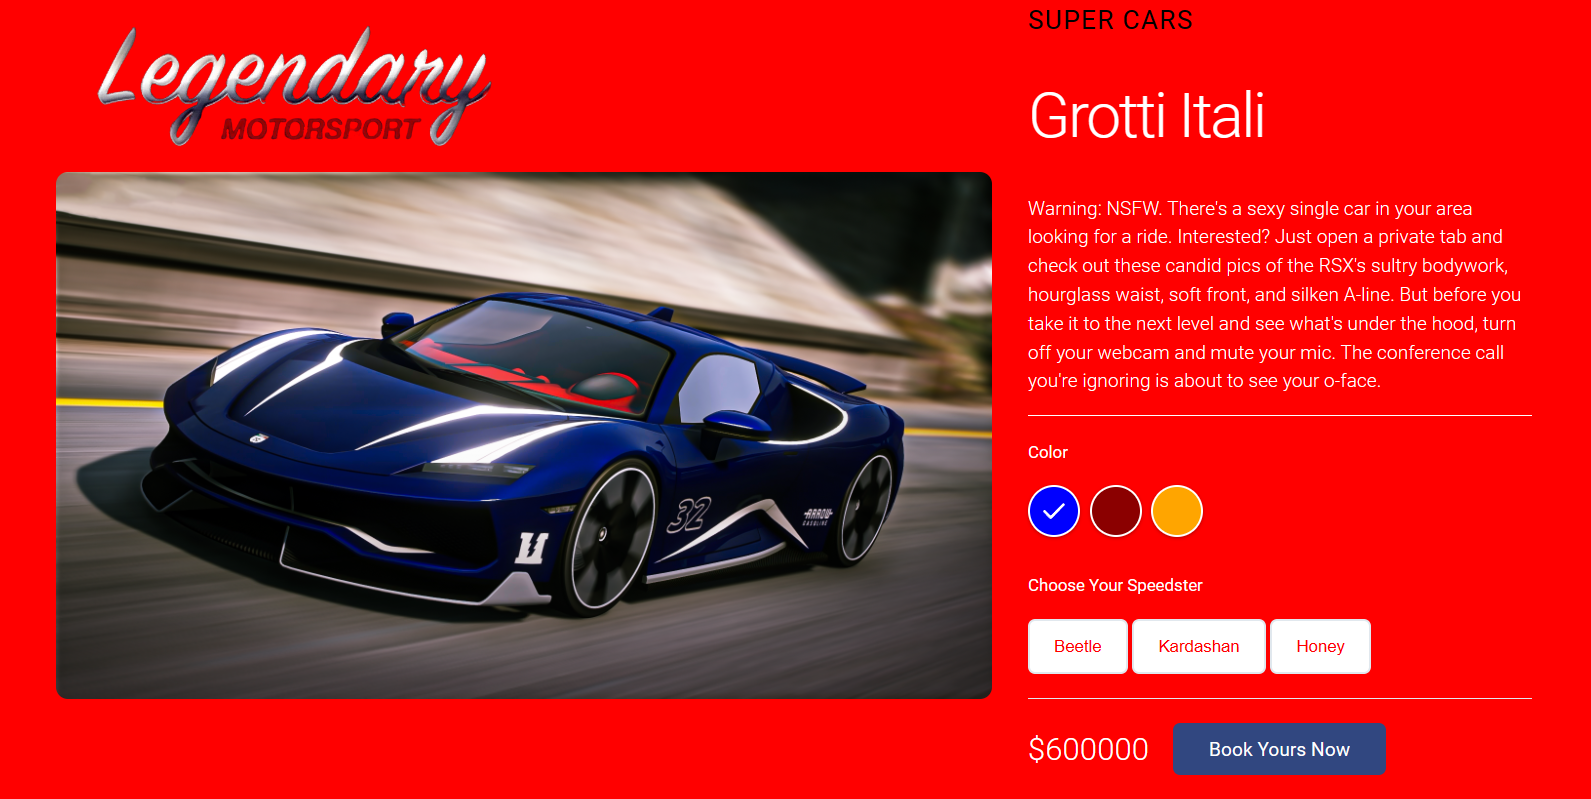 Legendary
MOTORSPORT
SUPER CARS
Grotti Itali
Warning: NSFW. There's a sexy single car in your area
looking for a ride. Interested? Just open a private tab and
check out these candid pics of the RSX's sultry bodywork,
hourglass waist, soft front, and silken A-line. But before you
take it to the next level and see what's under the hood, turn
off your webcam and mute your mic. The conference call
you're ignoring is about to see your o-face.
32
ARROW
GASOLINE
Color
Choose Your Speedster
Beetle Kardashan Honey
$600000 Book Yours Now